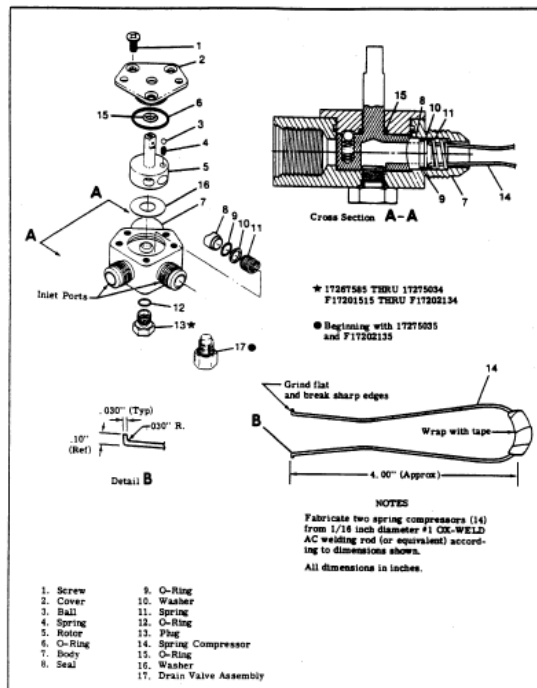 1
2
15
6
3
4
5
16
A
7
A
8
9
10
11
Inlet Ports
12
13★
17●
15
8
10
11
9
7
14
Cross Section A-A
★ 17267585 THRU 17275034
F17201515 THRU F17202134
● Beginning with 17275035
and F17202135
.030" (Typ)
.030" R.
.10"
(Ref)
Detail B
Grind flat
and break sharp edges
14
B
Wrap with tape
4.00" (Approx)
NOTES
Fabricate two spring compressors (14)
from 1/16 inch diameter #1 OX-WELD
AC welding rod (or equivalent) accord-
ing to dimensions shown.
All dimensions in inches.
1. Screw
2. Cover
3. Ball
4. Spring
5. Rotor
6. O-Ring
7. Body
8. Seal
9. O-Ring
10. Washer
11. Spring
12. O-Ring
13. Plug
14. Spring Compressor
15. O-Ring
16. Washer
17. Drain Valve Assembly